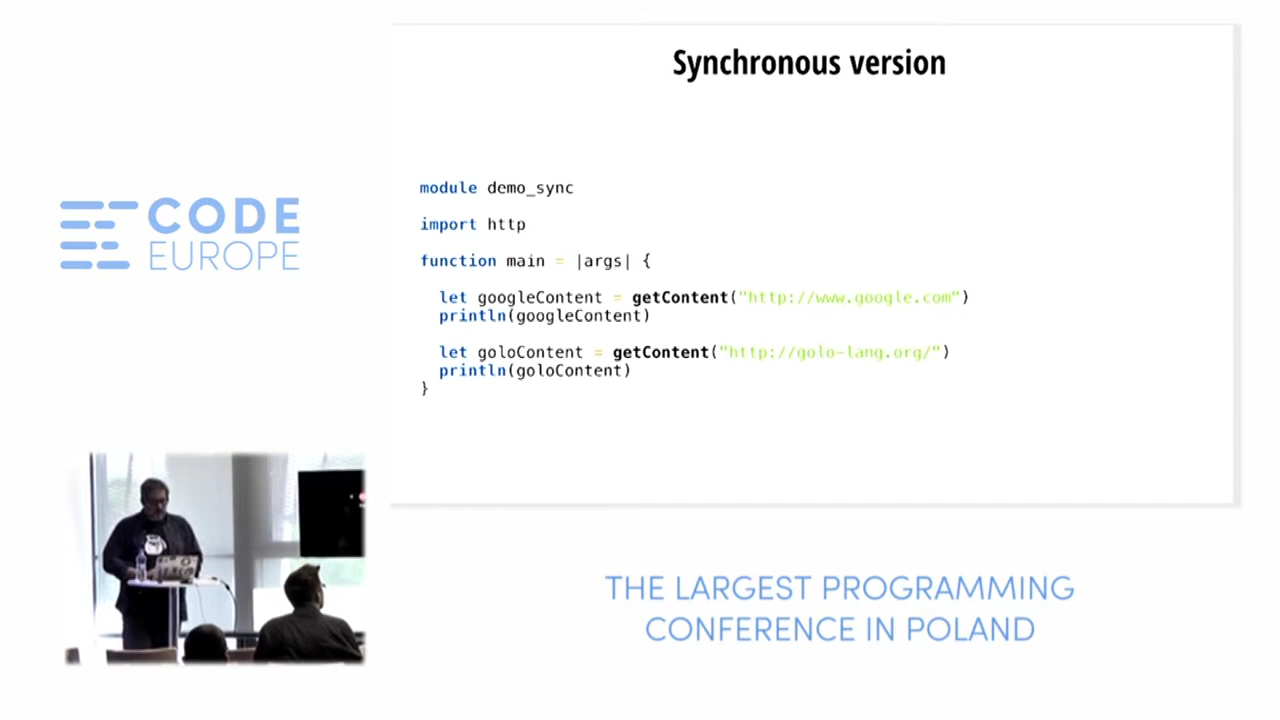 Synchronous version
module demo_sync
import http
function main = |args| {
let googleContent = getContent("http://www.google.com")
println(googleContent)
let goloContent = getContent("http://golo-lang.org/")
println(goloContent)
}
CODE
EUROPE
THE LARGEST PROGRAMMING
CONFERENCE IN POLAND